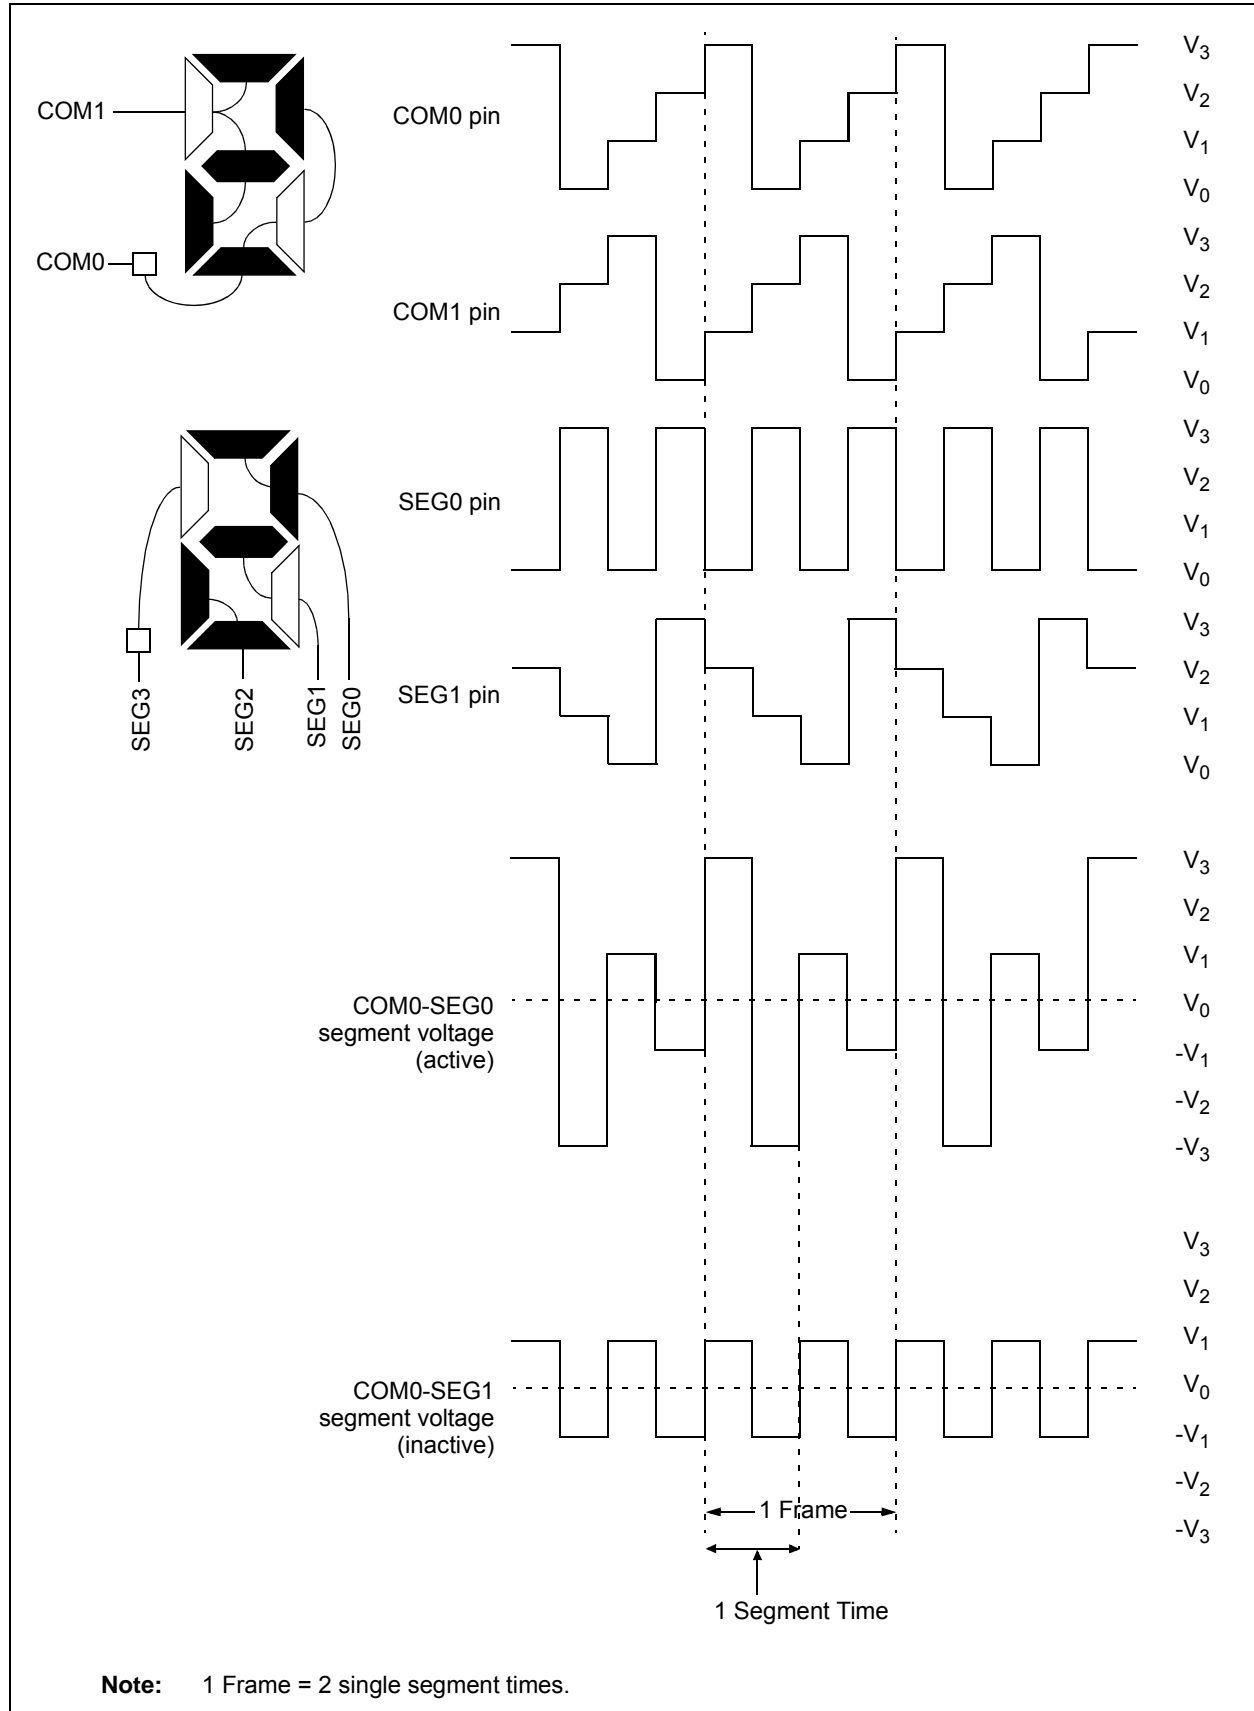 COM1
COM0
COM0 pin
V3
V2
V1
V0
COM1 pin
V3
V2
V1
V0
SEG0 pin
V3
V2
V1
V0
SEG3
SEG2
SEG1
SEG0
SEG1 pin
V3
V2
V1
V0
COM0-SEG0
segment voltage
(active)
V3
V2
V1
V0
-V1
-V2
-V3
COM0-SEG1
segment voltage
(inactive)
V3
V2
V1
V0
-V1
-V2
-V3
1 Frame
1 Segment Time
Note: 1 Frame = 2 single segment times.